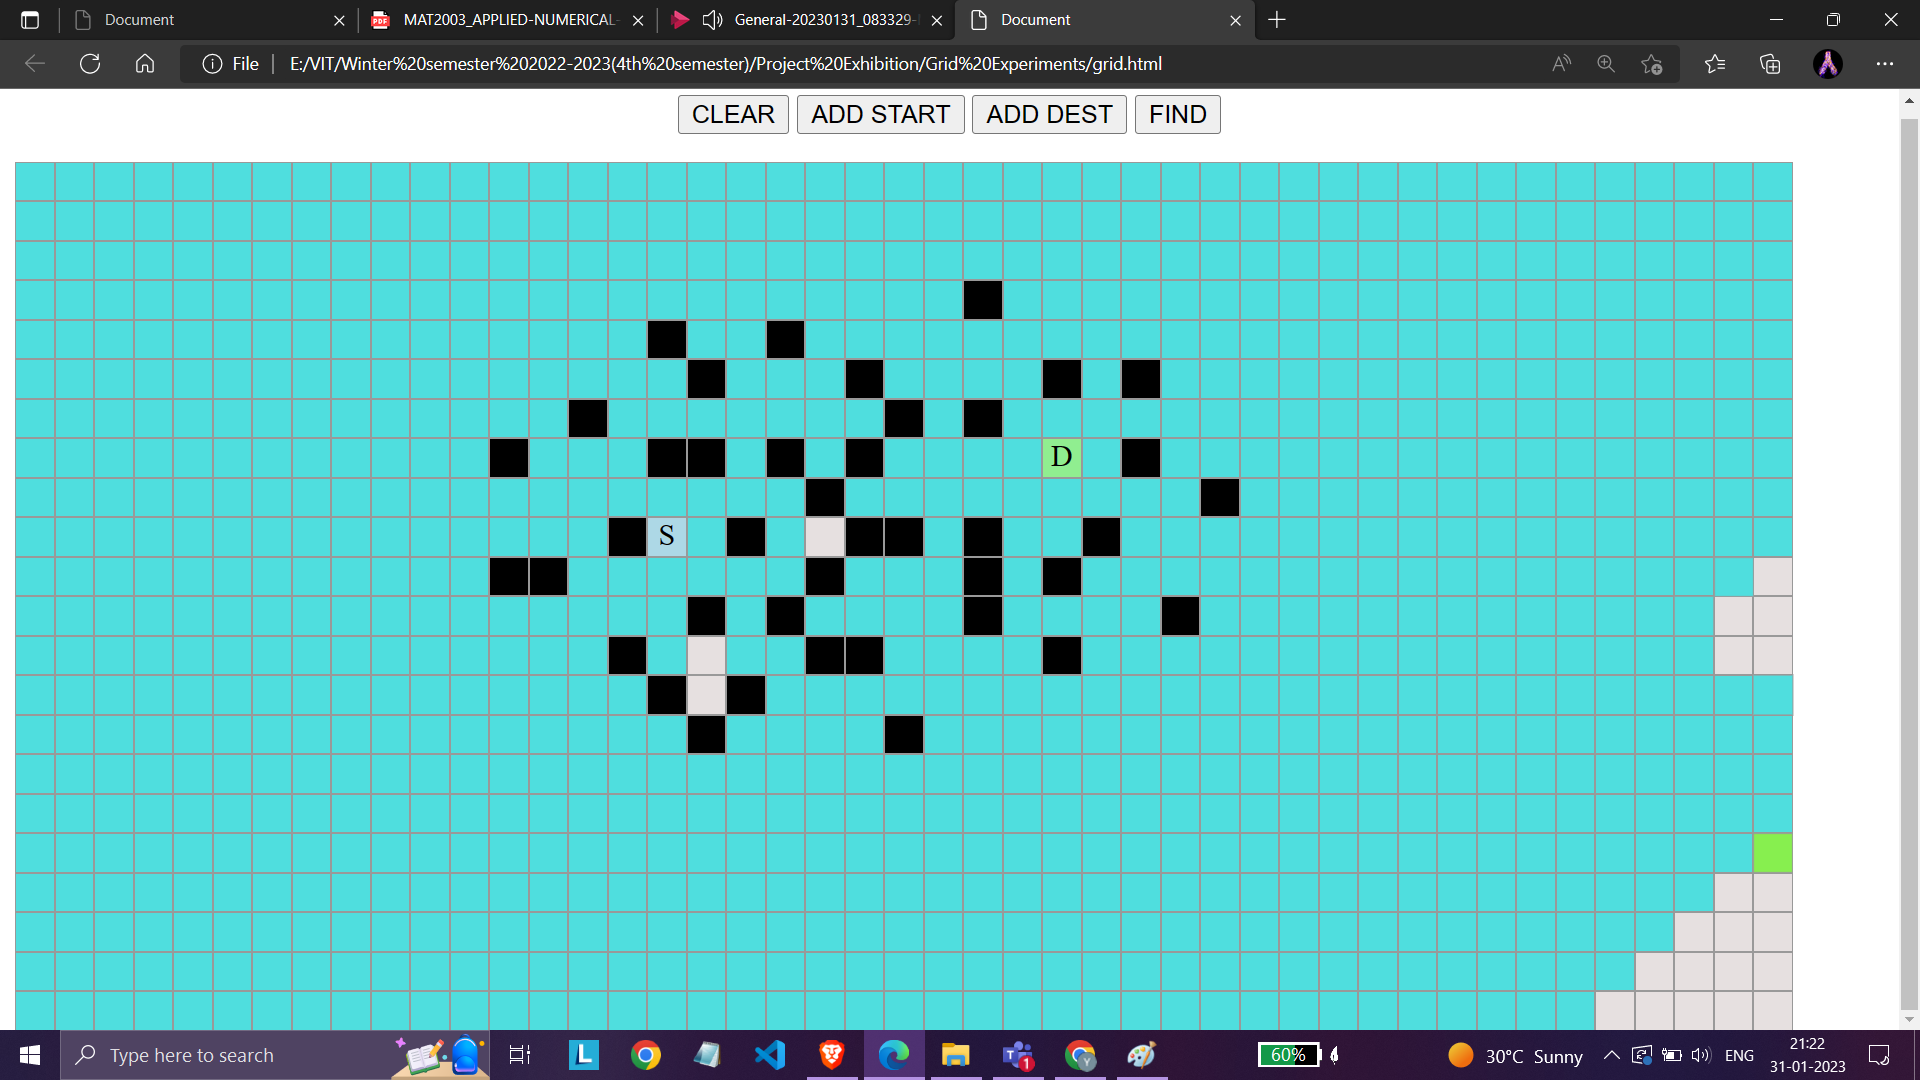 Document
MAT2003_APPLIED-NUMERICAL-
General-20230131_083329-
Document
File
E:/VIT/Winter%20semester%202022-2023(4th%20semester)/Project%20Exhibition/Grid%20Experiments/grid.html
CLEAR ADD START ADD DEST FIND
D
S
Type here to search
60%
30°C Sunny
ENG
21:22
31-01-2023